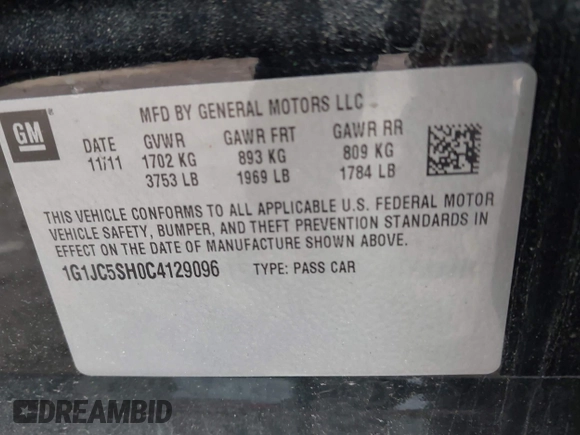 MFD BY GENERAL MOTORS LLC
GM
DATE GVWR GAWR FRT GAWR RR
11/11 1702 KG 893 KG 809 KG
3753 LB 1969 LB 1784 LB
THIS VEHICLE CONFORMS TO ALL APPLICABLE U.S. FEDERAL MOTOR
VEHICLE SAFETY, BUMPER, AND THEFT PREVENTION STANDARDS IN
EFFECT ON THE DATE OF MANUFACTURE SHOWN ABOVE.
1G1JC5SH0C4129096 TYPE: PASS CAR
DREAMBID